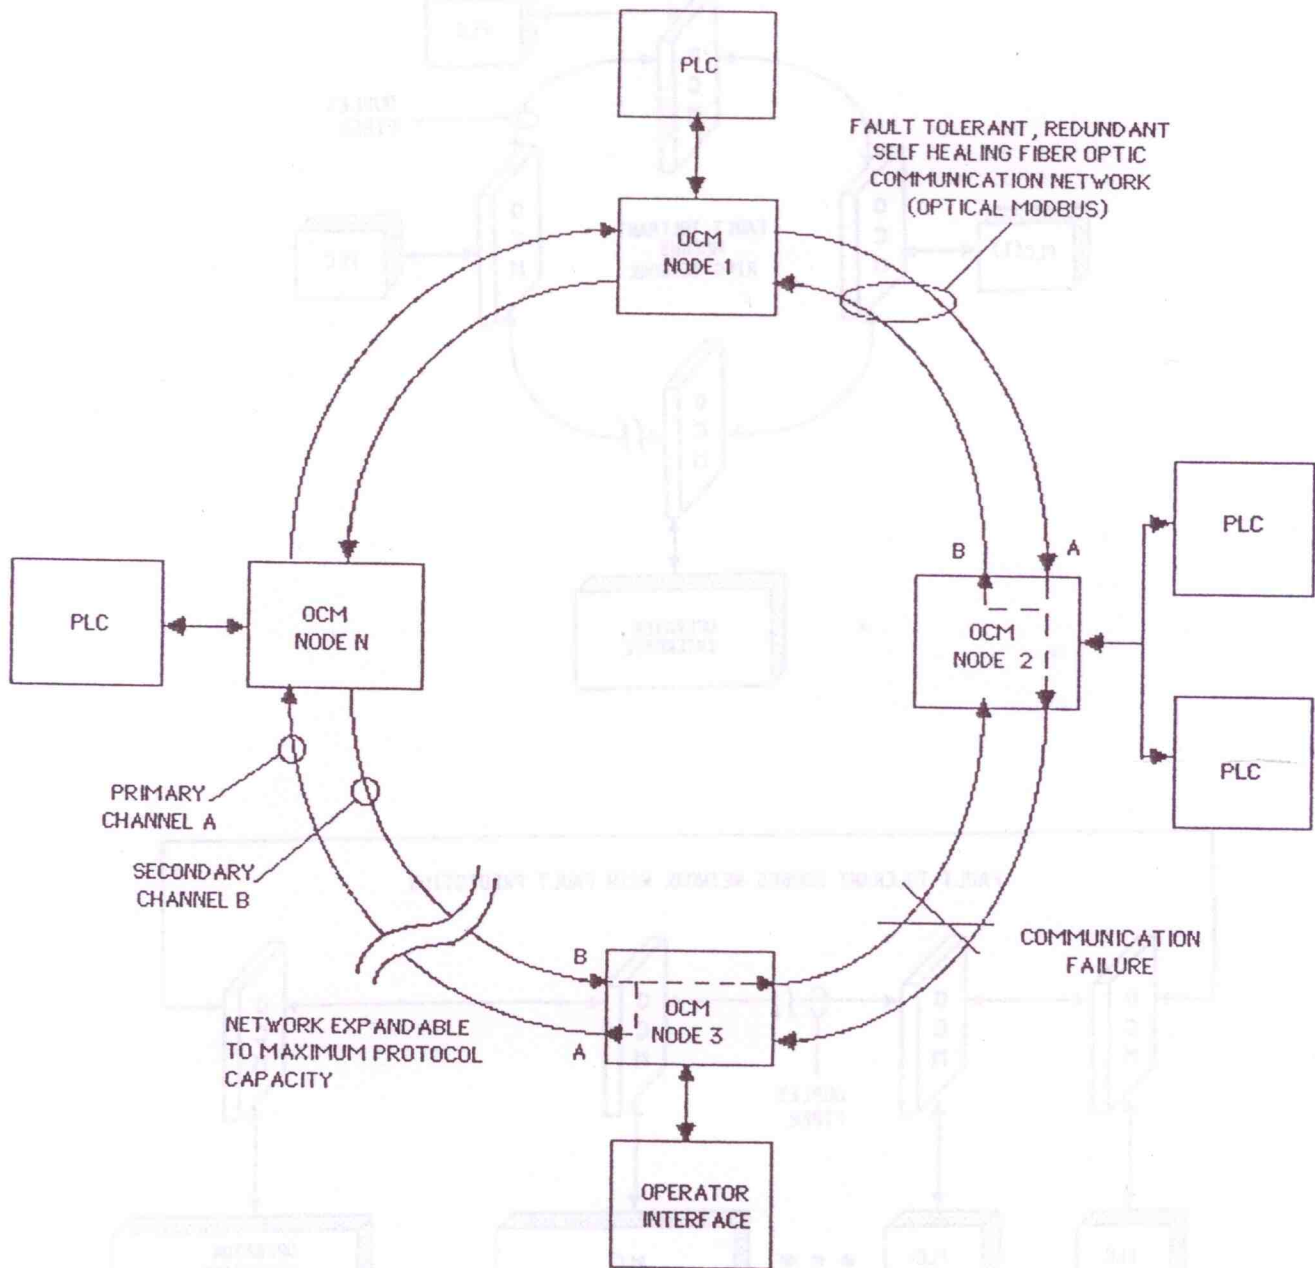 PLC
FAULT TOLERANT, REDUNDANT
SELF HEALING FIBER OPTIC
COMMUNICATION NETWORK
(OPTICAL MODBUS)
OCM
NODE 1
PLC
B
A
PLC
OCM
NODE N
OCM
NODE 2
PLC
PRIMARY
CHANNEL A
SECONDARY
CHANNEL B
COMMUNICATION
FAILURE
B
OCM
NODE 3
A
NETWORK EXPANDABLE
TO MAXIMUM PROTOCOL
CAPACITY
OPERATOR
INTERFACE